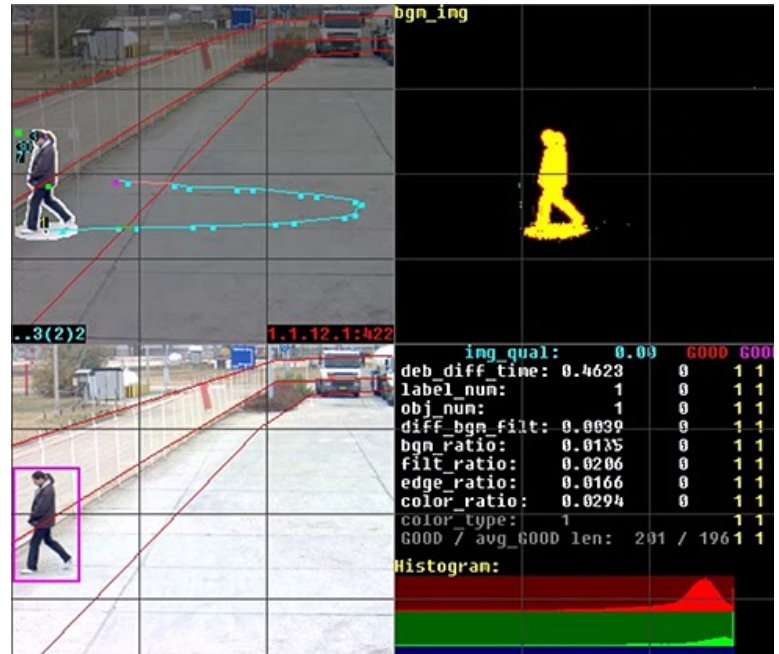 bgm_img
..3(2)2
1.1.12.1:422
img_qual: 0.00 GOOD GOOD
deb_diff_time: 0.4623 0 1 1
label_num: 1 0 1 1
obj_num: 1 0 1 1
diff_bgm_filt: 0.0039 0 1 1
bgm_ratio: 0 1 1
filt_ratio: 0.0206 0 1 1
edge_ratio: 0.0166 0 1 1
color_ratio: 0.0294 0 1 1
color_type: 1 1 1
GOOD / avg_GOOD len: 201 / 196 1 1
Histogram: